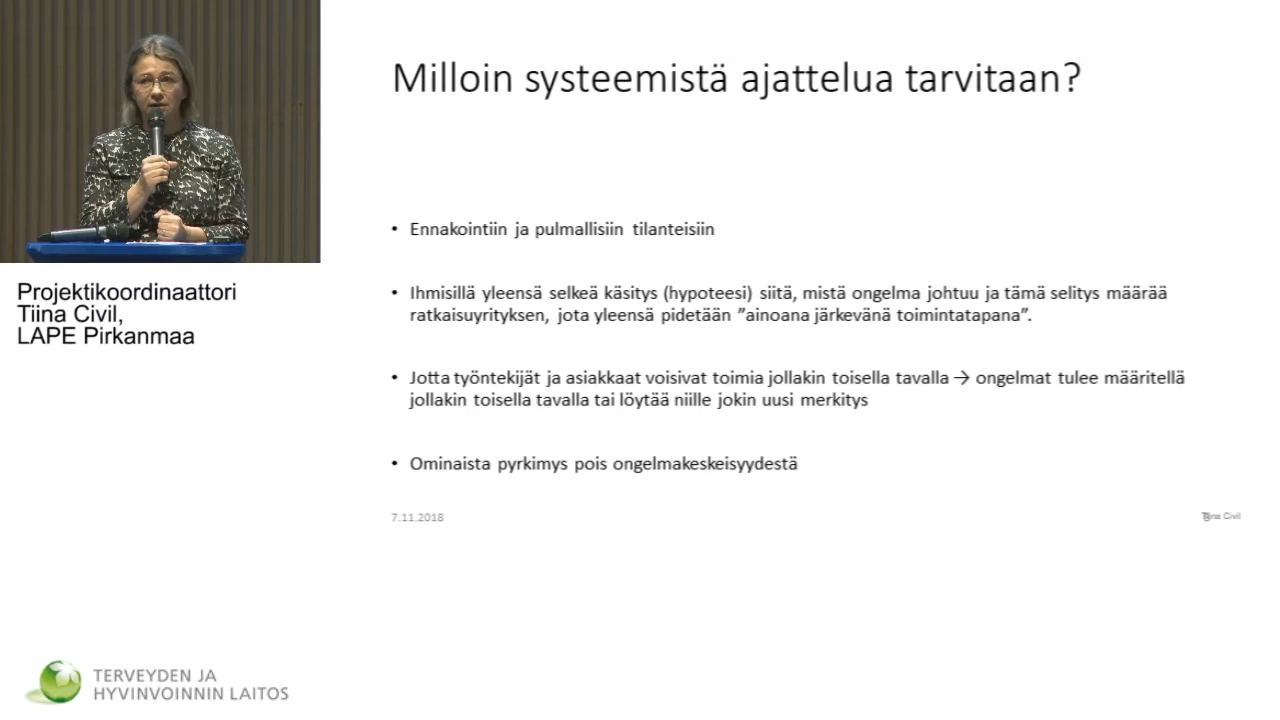 Milloin systeemistä ajattelua tarvitaan?
• Ennakointiin ja pulmallisiin tilanteisiin
• Ihmisillä yleensä selkeä käsitys (hypoteesi) siitä, mistä ongelma johtuu ja tämä selitys määrää
ratkaisuyrityksen, jota yleensä pidetään ”ainoana järkevänä toimintatapana”.
• Jotta työntekijät ja asiakkaat voisivat toimia jollakin toisella tavalla → ongelmat tulee määritellä
jollakin toisella tavalla tai löytää niille jokin uusi merkitys
• Ominaista pyrkimys pois ongelmakeskeisyydestä
7.11.2018
Tiina Civil
Projektikoordinaattori
Tiina Civil,
LAPE Pirkanmaa
TERVEYDEN JA
HYVINVOINNIN LAITOS